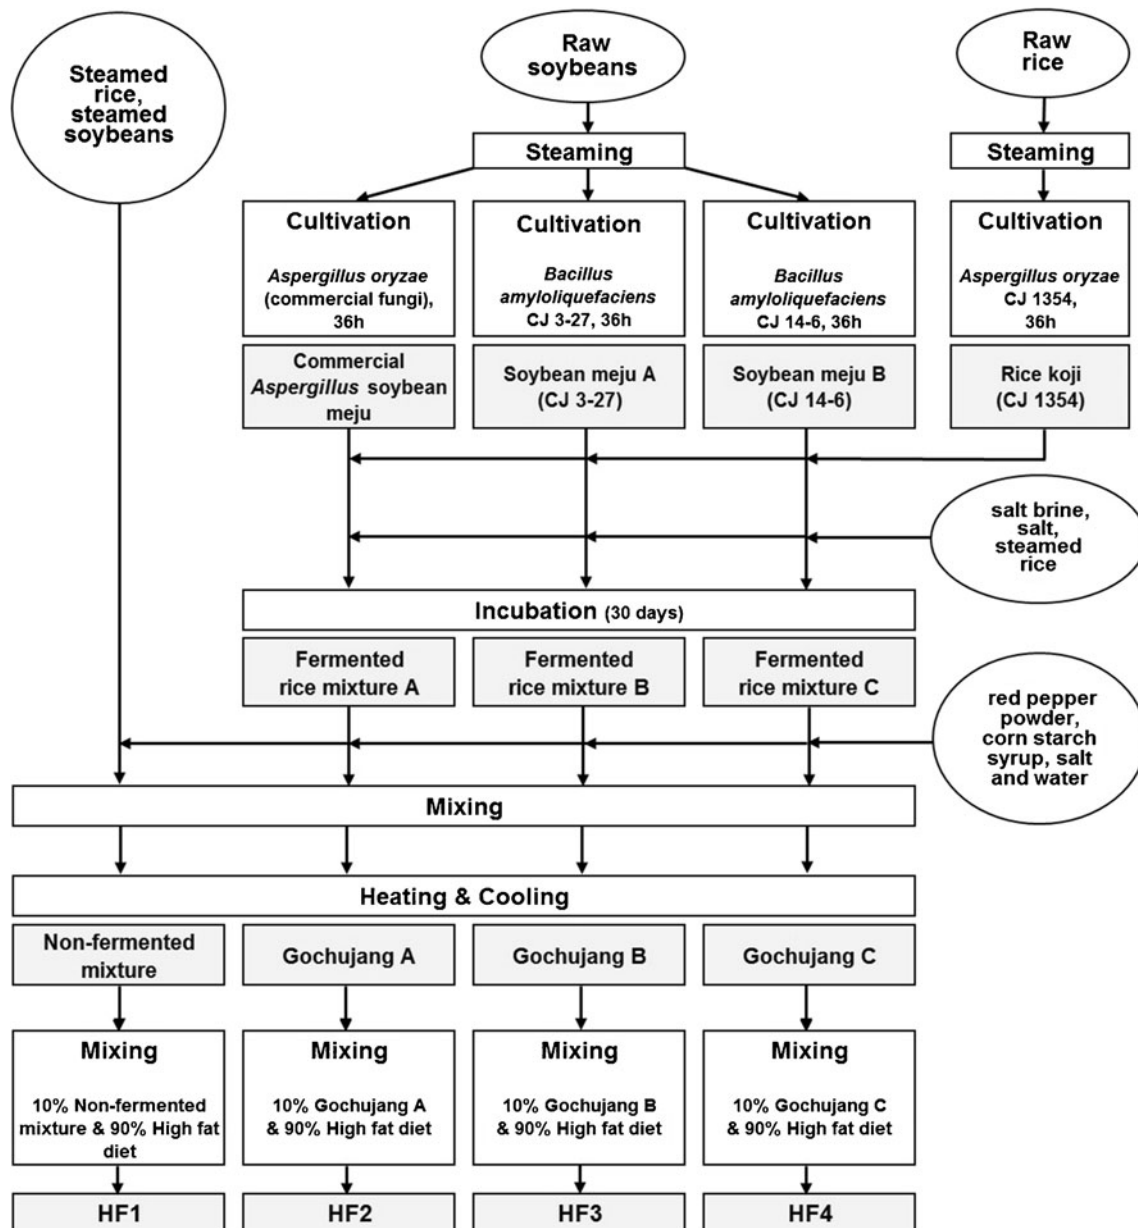 Steamed
rice,
steamed
soybeans
Raw
soybeans
Raw
rice
Steaming
Steaming
Cultivation
Aspergillus oryzae
(commercial fungi),
36h
Cultivation
Bacillus
amyloliquefaciens
CJ 3-27, 36h
Cultivation
Bacillus
amyloliquefaciens
CJ 14-6, 36h
Cultivation
Aspergillus oryzae
CJ 1354,
36h
Commercial
Aspergillus soybean
meju
Soybean meju A
(CJ 3-27)
Soybean meju B
(CJ 14-6)
Rice koji
(CJ 1354)
salt brine,
salt,
steamed
rice
Incubation (30 days)
Fermented
rice mixture A
Fermented
rice mixture B
Fermented
rice mixture C
red pepper
powder,
corn starch
syrup, salt
and water
Mixing
Heating & Cooling
Non-fermented
mixture
Gochujang A
Gochujang B
Gochujang C
Mixing
10% Non-fermented
mixture & 90% High fat
diet
Mixing
10% Gochujang A
& 90% High fat diet
Mixing
10% Gochujang B
& 90% High fat diet
Mixing
10% Gochujang C
& 90% High fat diet
HF1
HF2
HF3
HF4